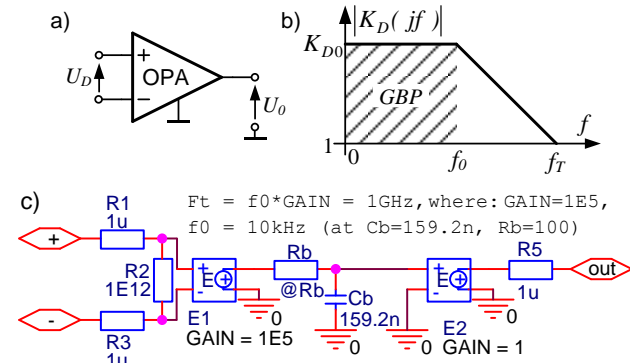 a)
+
OPA
−
U_D
U_0
b)
|K_D( jf)|
K_D0
GBP
1
0
f_0
f_T
f
c)
Ft = f0*GAIN = 1GHz, where: GAIN=1E5,
f0 = 10kHz (at Cb=159.2n, Rb=100)
R1
1u
+
R2
1E12
-
R3
1u
+
-
E
+
E1
GAIN = 1E5
0
Rb
@Rb
Cb
159.2n
0
0
+
-
E
+
E2
GAIN = 1
0
R5
1u
out